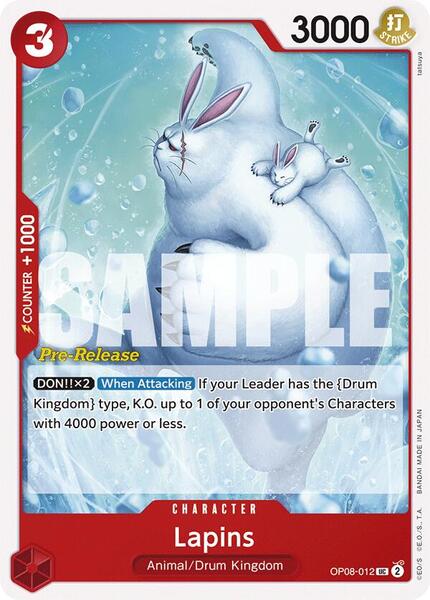 3
3000
打
STRIKE
tatsuya
COUNTER +1000
SAMPLE
Pre-Release
DON!!×2 When Attacking If your Leader has the {Drum
Kingdom} type, K.O. up to 1 of your opponent's Characters
with 4000 power or less.
©E.O./S ©E.O./S., T.A. BANDAI MADE IN JAPAN
CHARACTER
Lapins
Animal/Drum Kingdom
OP08-012 UC 2